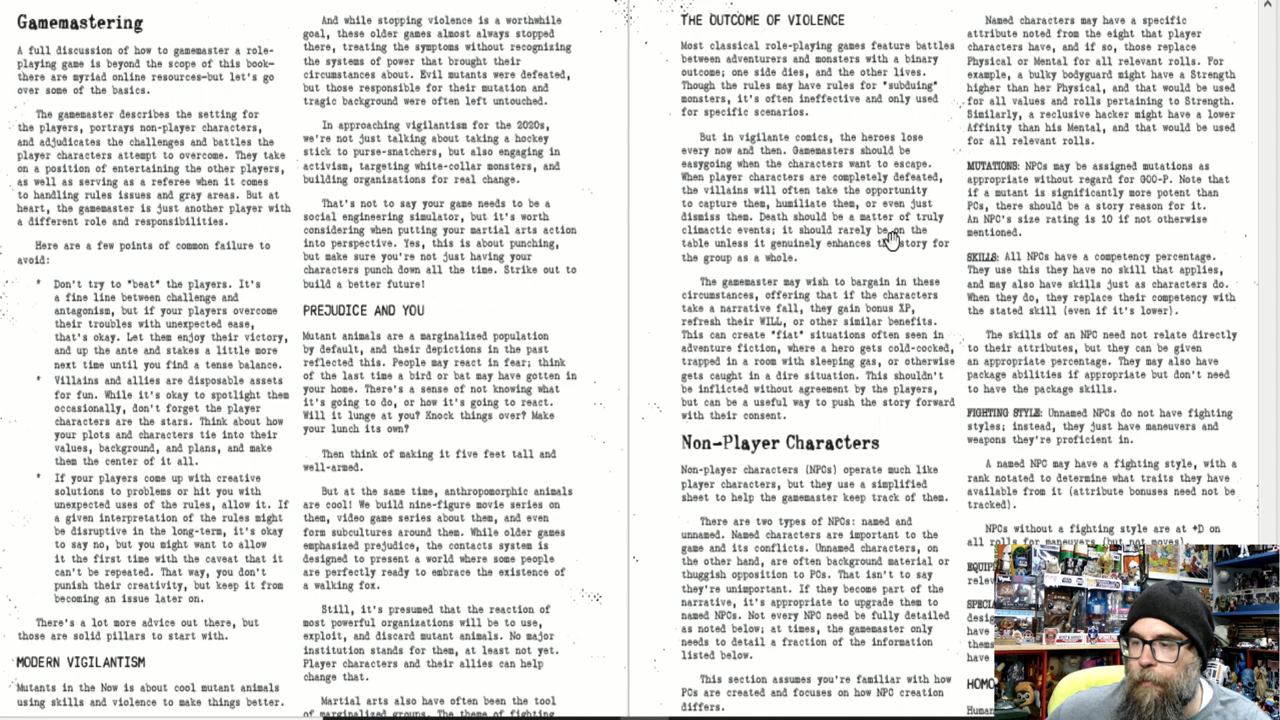 Gamemastering
A full discussion of how to gamemaster a role-
playing game is beyond the scope of this book—
there are myriad online resources—but let's go
over some of the basics.
The gamemaster describes the setting for
the players, portrays non-player characters,
and adjudicates the challenges and battles the
player characters attempt to overcome. They take
on a position of entertaining the other players,
as well as serving as a referee when it comes
to handling rules issues and gray areas. But at
heart, the gamemaster is just another player with
a different role and responsibilities.
Here are a few points of common failure to
avoid:
* Don't try to "beat" the players. It's
a fine line between challenge and
antagonism, but if your players overcome
their troubles with unexpected ease,
that's okay. Let them enjoy their victory,
and up the ante and stakes a little more
next time until you find a tense balance.
* Villains and allies are disposable assets
for fun. While it's okay to spotlight them
occasionally, don't forget the player
characters are the stars. Think about how
your plots and characters tie into their
values, background, and plans, and make
them the center of it all.
* If your players come up with creative
solutions to problems or hit you with
unexpected uses of the rules, allow it. If
a given interpretation of the rules might
be disruptive in the long-term, it's okay
to say no, but you might want to allow
it the first time with the caveat that it
can't be repeated. That way, you don't
punish their creativity, but keep it from
becoming an issue later on.
There's a lot more advice out there, but
those are solid pillars to start with.
MODERN VIGILANTISM
Mutants in the Now is about cool mutant animals
using skills and violence to make things better.
And while stopping violence is a worthwhile
goal, these older games almost always stopped
there, treating the symptoms without recognizing
the systems of power that brought their
circumstances about. Evil mutants were defeated,
but those responsible for their mutation and
tragic background were often left untouched.
In approaching vigilantism for the 2020s,
we're not just talking about taking a hockey
stick to purse-snatchers, but also engaging in
activism, targeting white-collar monsters, and
building organizations for real change.
That's not to say your game needs to be a
social engineering simulator, but it's worth
considering when putting your martial arts action
into perspective. Yes, this is about punching,
but make sure you're not just having your
characters punch down all the time. Strike out to
build a better future!
PREJUDICE AND YOU
Mutant animals are a marginalized population
by default, and their depictions in the past
reflected this. People may react in fear; think
of the last time a bird or bat may have gotten in
your home. There's a sense of not knowing what
it's going to do, or how it's going to react.
Will it lunge at you? Knock things over? Make
your lunch its own?
Then think of making it five feet tall and
well-armed.
But at the same time, anthropomorphic animals
are cool! We build nine-figure movie series on
them, video game series about them, and even
form subcultures around them. While older games
emphasized prejudice, the contacts system is
designed to present a world where some people
are perfectly ready to embrace the existence of
a walking fox.
Still, it's presumed that the reaction of
most powerful organizations will be to use,
exploit, and discard mutant animals. No major
institution stands for them, at least not yet.
Player characters and their allies can help
change that.
Martial arts also have often been the tool
of marginalized groups. The theme of fighting
THE OUTCOME OF VIOLENCE
Most classical role-playing games feature battles
between adventurers and monsters with a binary
outcome; one side dies, and the other lives.
Though the rules may have rules for "subduing"
monsters, it's often ineffective and only used
for specific scenarios.
But in vigilante comics, the heroes lose
every now and then. Gamemasters should be
easygoing when the characters want to escape.
When player characters are completely defeated,
the villains will often take the opportunity
to capture them, humiliate them, or even just
dismiss them. Death should be a matter of truly
climactic events; it should rarely be on the
table unless it genuinely enhances the story for
the group as a whole.
The gamemaster may wish to bargain in these
circumstances, offering that if the characters
take a narrative fall, they gain bonus XP,
refresh their WILL, or other similar benefits.
This can create "fiat" situations often seen in
adventure fiction, where a hero gets cold-cocked,
trapped in a room with sleeping gas, or otherwise
gets caught in a dire situation. This shouldn't
be inflicted without agreement by the players,
but can be a useful way to push the story forward
with their consent.
Non-Player Characters
Non-player characters (NPCs) operate much like
player characters, but they use a simplified
sheet to help the gamemaster keep track of them.
There are two types of NPCs: named and
unnamed. Named characters are important to the
game and its conflicts. Unnamed characters, on
the other hand, are often background material or
thuggish opposition to PCs. That isn't to say
they're unimportant. If they become part of the
narrative, it's appropriate to upgrade them to
named NPCs. Not every NPC need be fully detailed
as noted below; at times, the gamemaster only
needs to detail a fraction of the information
listed below.
This section assumes you're familiar with how
PCs are created and focuses on how NPC creation
differs.
Named characters may have a specific
attribute noted from the eight that player
characters have, and if so, those replace
Physical or Mental for all relevant rolls. For
example, a bulky bodyguard might have a Strength
higher than her Physical, and that would be used
for all values and rolls pertaining to Strength.
Similarly, a reclusive hacker might have a lower
Affinity than his Mental, and that would be used
for all relevant rolls.
MUTATIONS: NPCs may be assigned mutations as
appropriate without regard for GOO-P. Note that
if a mutant is significantly more potent than
PCs, there should be a story reason for it.
An NPC's size rating is 10 if not otherwise
mentioned.
SKILLS: All NPCs have a competency percentage.
They use this they have no skill that applies,
and may also have skills just as characters do.
When they do, they replace their competency with
the stated skill (even if it's lower).
The skills of an NPC need not relate directly
to their attributes, but they can be given
an appropriate percentage. They may also have
package abilities if appropriate but don't need
to have the package skills.
FIGHTING STYLE: Unnamed NPCs do not have fighting
styles; instead, they just have maneuvers and
weapons they're proficient in.
A named NPC may have a fighting style, with a
rank notated to determine what traits they have
available from it (attribute bonuses need not be
tracked).
NPCs without a fighting style are at +D on
all rolls for maneuvers (but not moves).
EQUIP
relev
SPECI
desig
have
them
have
HOMO
Human